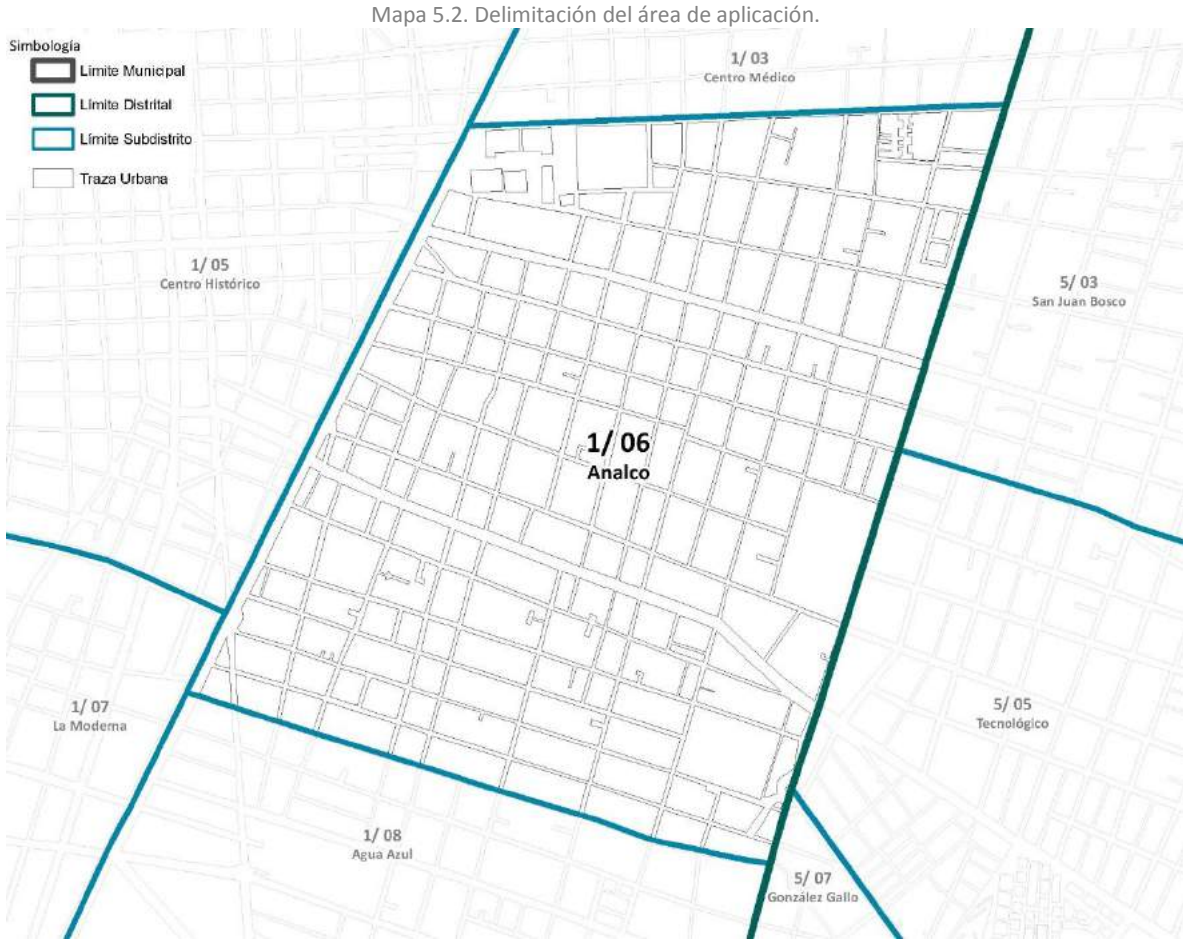 Mapa 5.2. Delimitación del área de aplicación.
Simbología
Límite Municipal
Límite Distrital
Límite Subdistrito
Traza Urbana
1/ 03
Centro Médico
1/ 05
Centro Histórico
5/ 03
San Juan Bosco
1/ 06
Analco
1/ 07
La Moderna
5/ 05
Tecnológico
1/ 08
Agua Azul
5/ 07
González Gallo